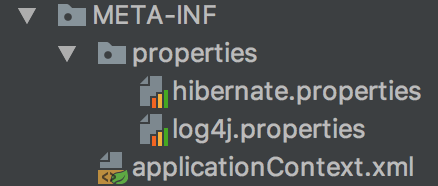 META-INF
properties
hibernate.properties
log4j.properties
applicationContext.xml